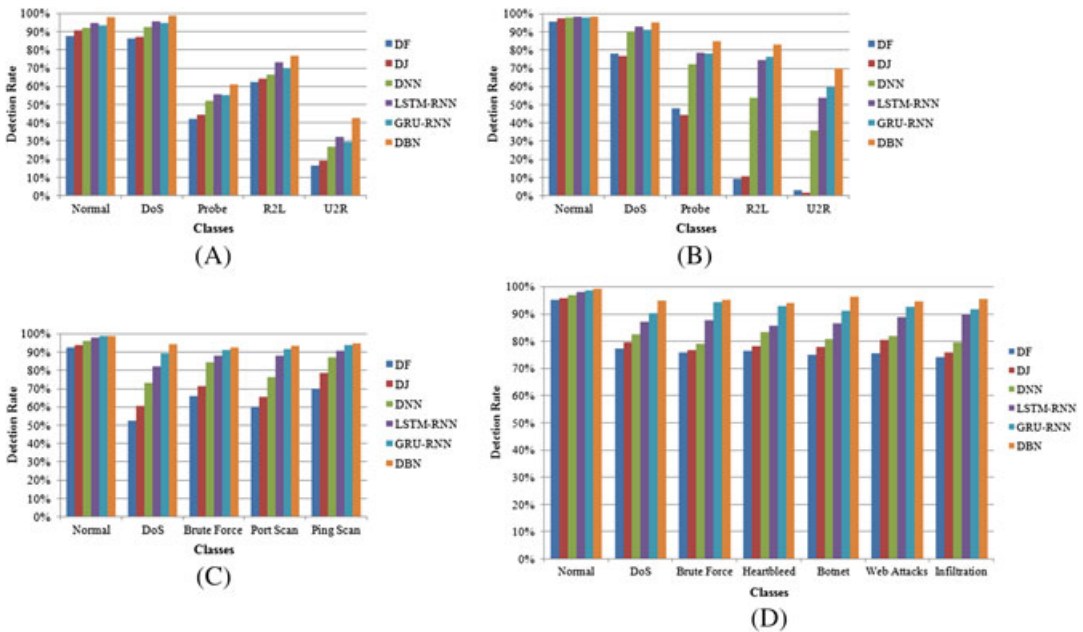 100%
90%
80%
70%
60%
50%
40%
30%
20%
10%
0%
Detction Rate
Normal DoS Probe R2L U2R
Classes
DF
DJ
DNN
LSTM-RNN
GRU-RNN
DBN
(A)
100%
90%
80%
70%
60%
50%
40%
30%
20%
10%
0%
Detction Rate
Normal DoS Probe R2L U2R
Classes
DF
DJ
DNN
LSTM-RNN
GRU-RNN
DBN
(B)
100%
90%
80%
70%
60%
50%
40%
30%
20%
10%
0%
Detction Rate
Normal DoS Brute Force Port Scan Ping Scan
Classes
DF
DJ
DNN
LSTM-RNN
GRU-RNN
DBN
(C)
100%
90%
80%
70%
60%
50%
40%
30%
20%
10%
0%
Detction Rate
Normal DoS Brute Force Heartbleed Botnet Web Attacks Infiltration
Classes
DF
DJ
DNN
LSTM-RNN
GRU-RNN
DBN
(D)